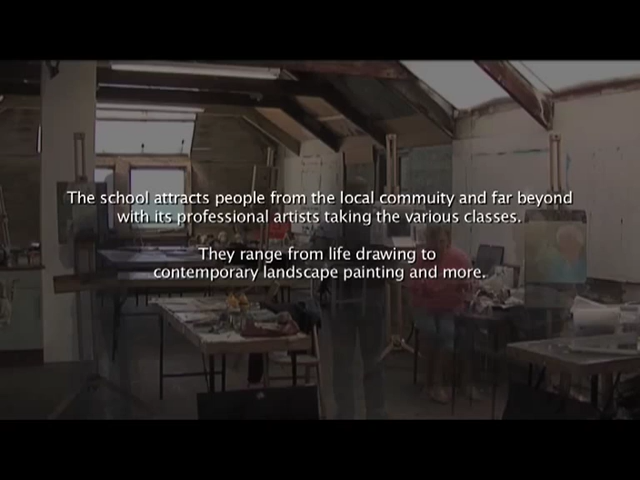 The school attracts people from the local commuity and far beyond
with its professional artists taking the various classes.
They range from life drawing to
contemporary landscape painting and more.